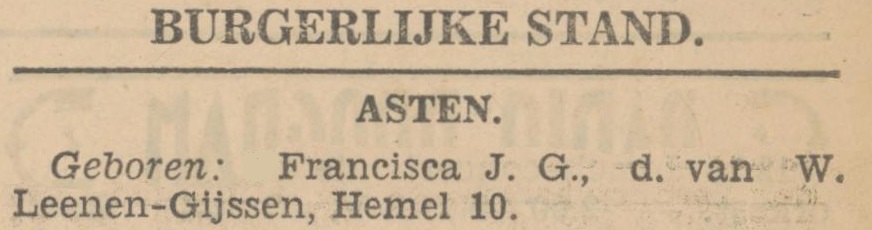 BURGERLIJKE STAND.
ASTEN.
Geboren: Francisca J. G., d. van W.
Leenen-Gijssen, Hemel 10.